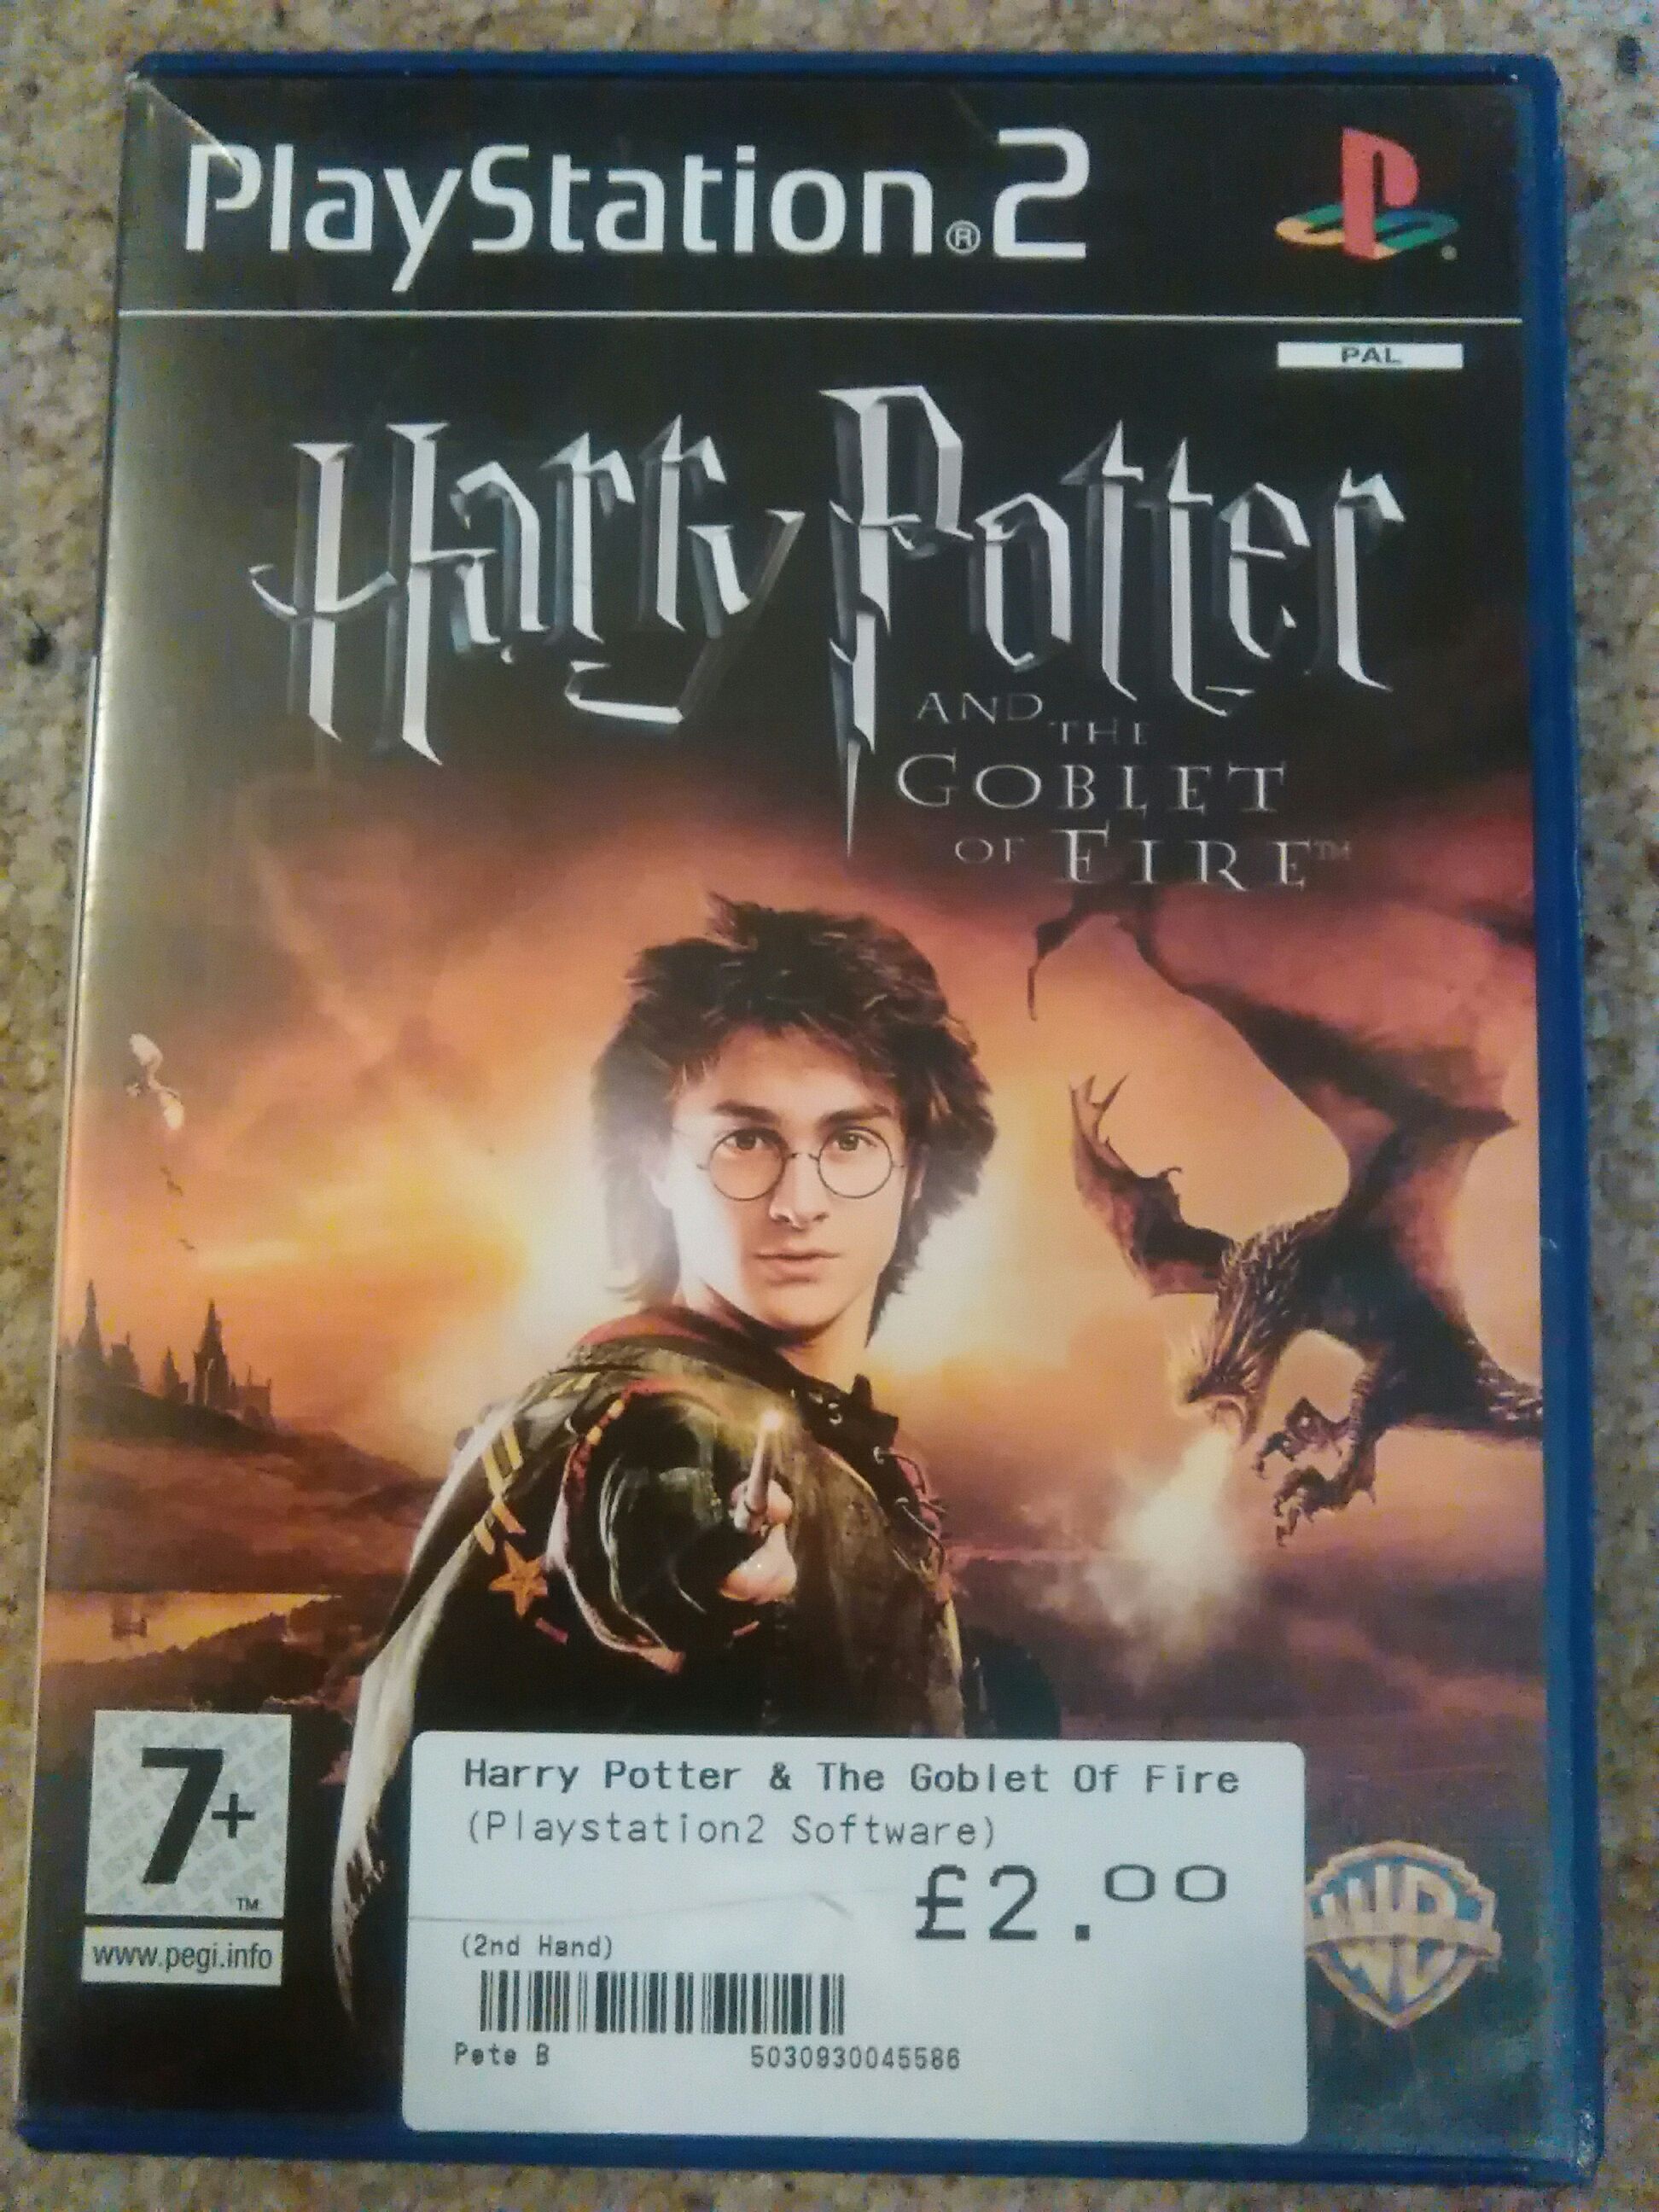 PlayStation®2
PAL
Harry Potter
AND THE
GOBLET
OF FIRE™
7+
™
www.pegi.info
Harry Potter & The Goblet Of Fire
(Playstation2 Software)
£2.00
(2nd Hand)
Pete B 5030930045586
WB